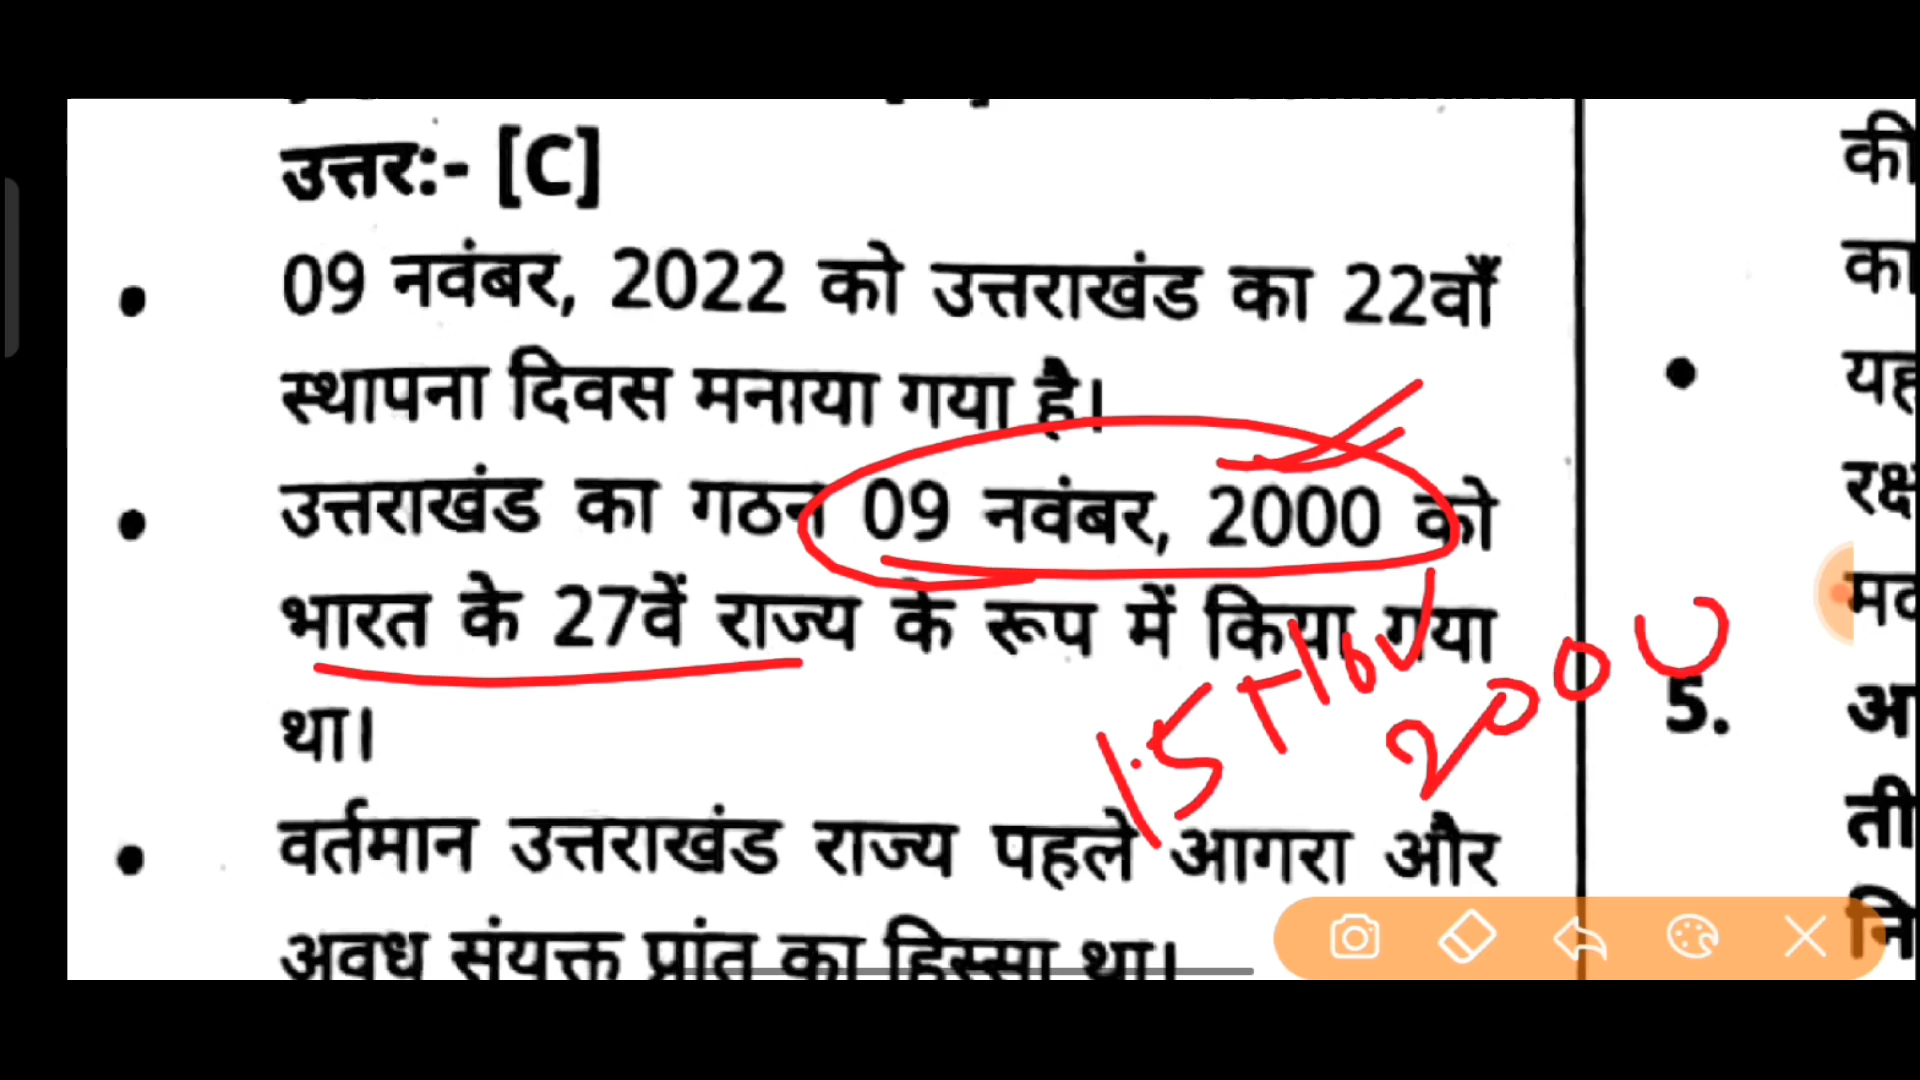 उत्तर:- [C]
• 09 नवंबर, 2022 को उत्तराखंड का 22वाँ
स्थापना दिवस मनाया गया है।
• उत्तराखंड का गठन 09 नवंबर, 2000 को
भारत के 27वें राज्य के रूप में किया गया
था।
15 Nov
2000
• वर्तमान उत्तराखंड राज्य पहले आगरा और
अवध संयुक्त प्रांत का हिस्सा था।
की
का
• यह
रक्ष
5.
ती
नि